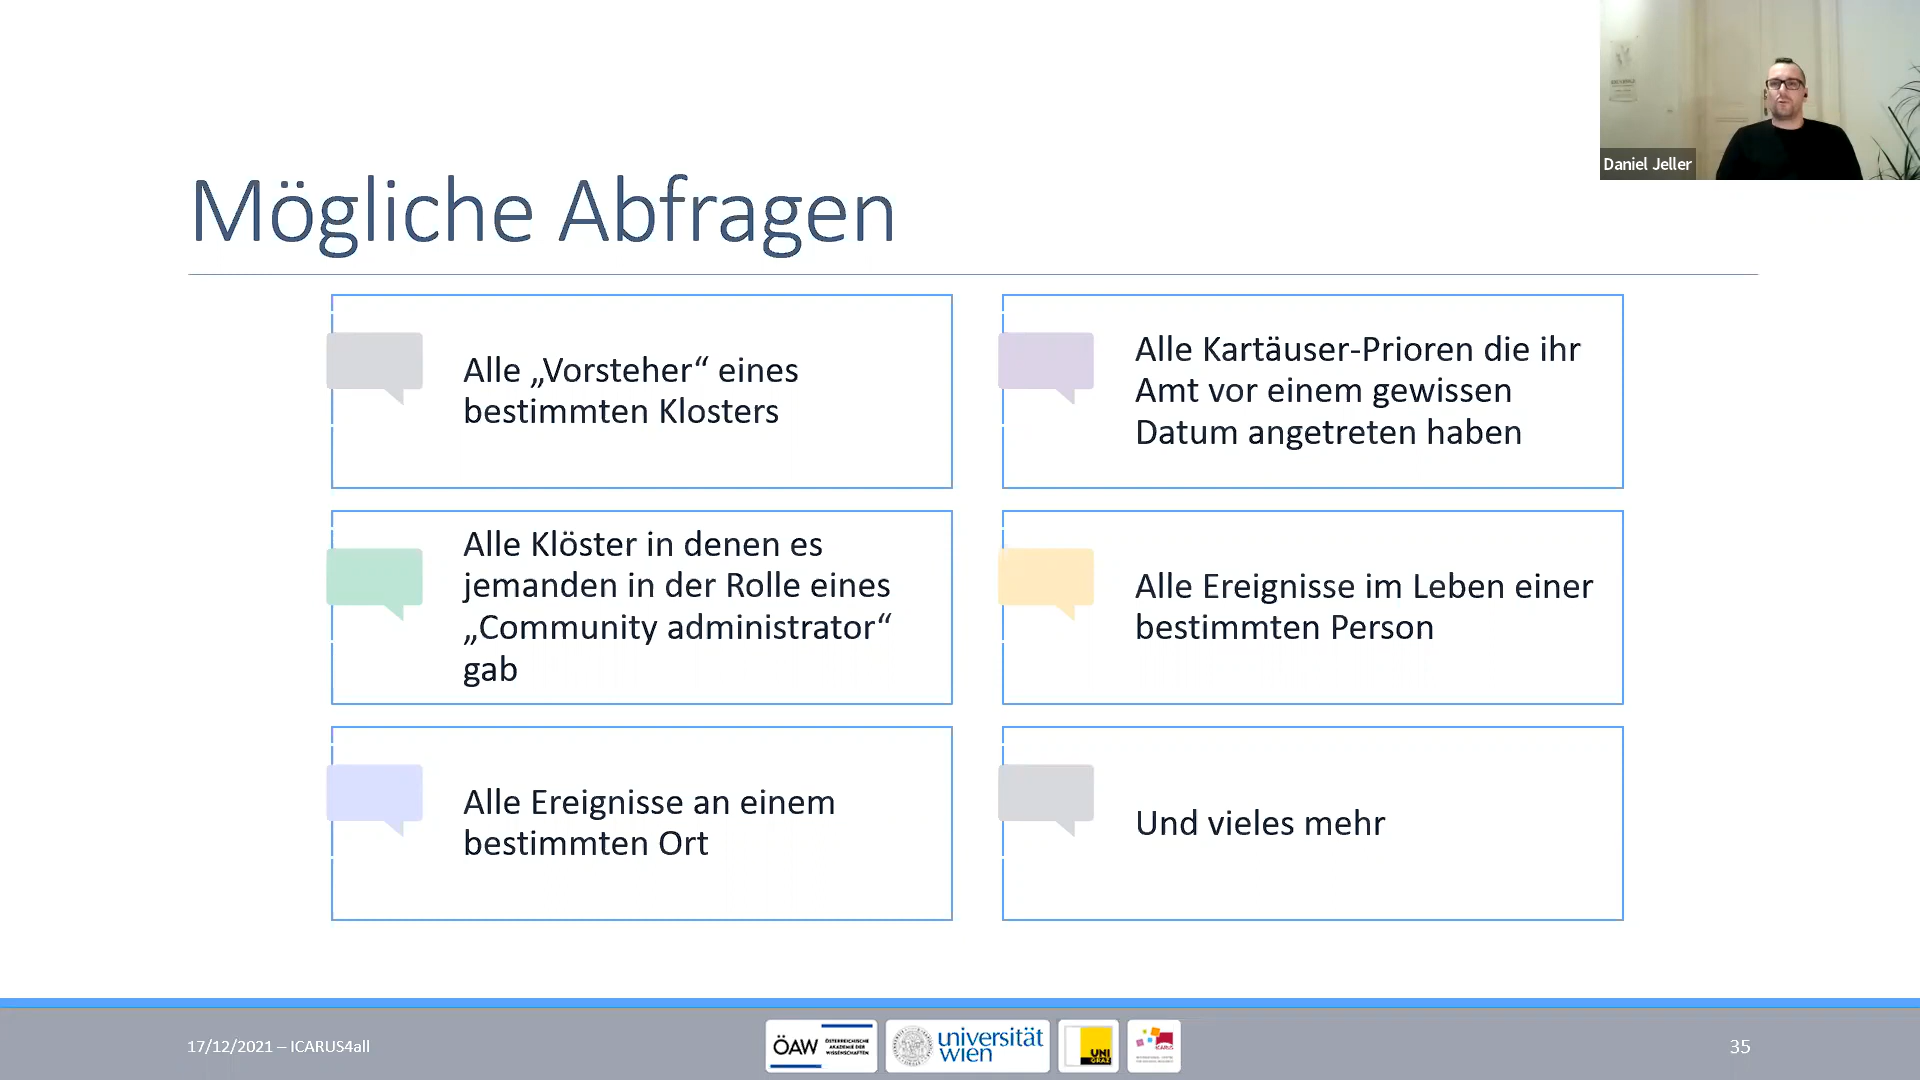 Daniel Jeller
Mögliche Abfragen
Alle „Vorsteher“ eines
bestimmten Klosters
Alle Kartäuser-Prioren die ihr
Amt vor einem gewissen
Datum angetreten haben
Alle Klöster in denen es
jemanden in der Rolle eines
„Community administrator“
gab
Alle Ereignisse im Leben einer
bestimmten Person
Alle Ereignisse an einem
bestimmten Ort
Und vieles mehr
17/12/2021 – ICARUS4all
ÖAW
ÖSTERREICHISCHE
AKADEMIE DER
WISSENSCHAFTEN
universität
wien
UNI
GRAZ
ICARUS
35